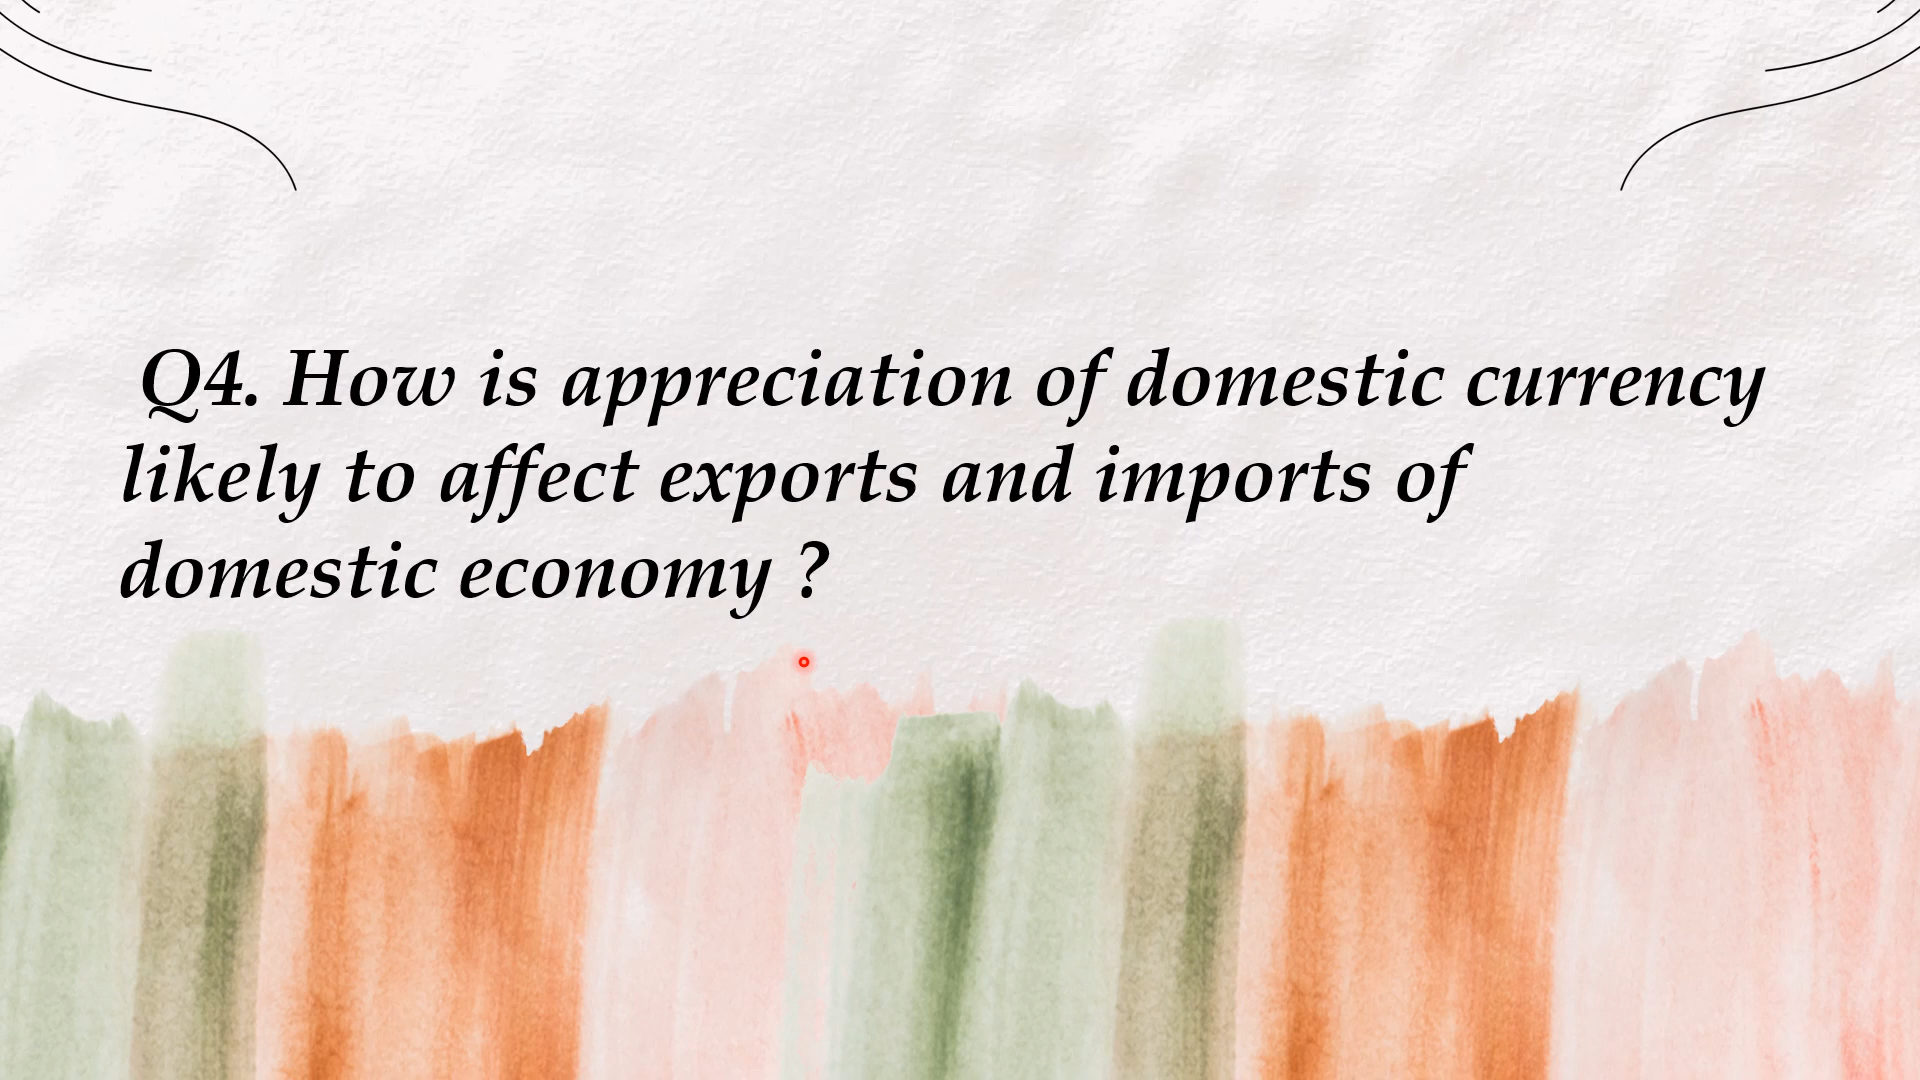 Q4. How is appreciation of domestic currency
likely to affect exports and imports of
domestic economy ?